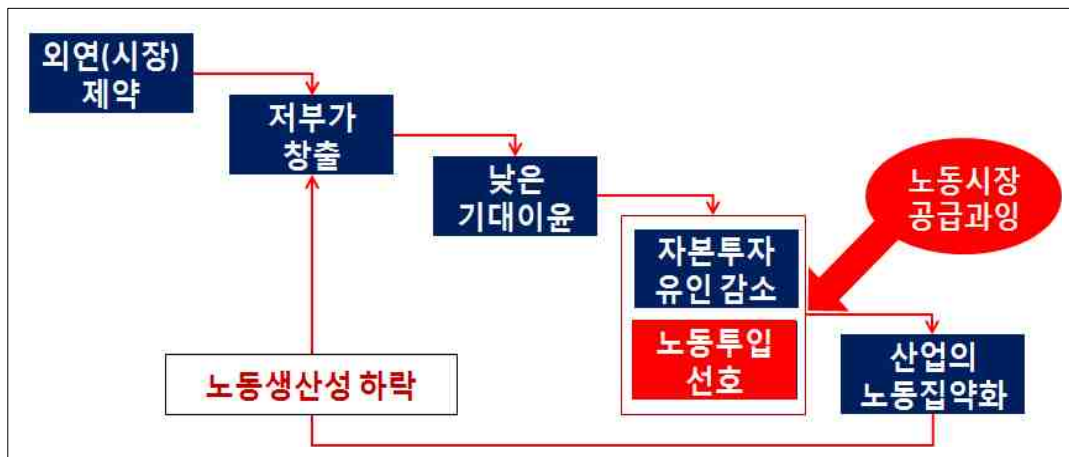 외연(시장)
제약
저부가
창출
낮은
기대이윤
노동시장
공급과잉
자본투자
유인 감소
노동투입
선호
산업의
노동집약화
노동생산성 하락